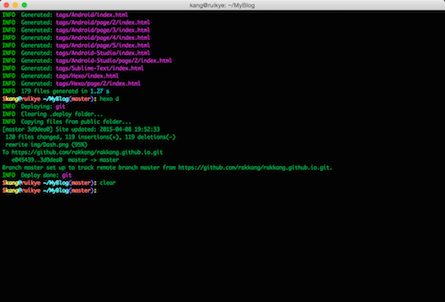 kang@ruikye: ~/MyBlog
INFO  Generated: tags/Android/index.html
INFO  Generated: tags/Android/page/2/index.html
INFO  Generated: tags/Android/page/3/index.html
INFO  Generated: tags/Android/page/4/index.html
INFO  Generated: tags/Android/page/5/index.html
INFO  Generated: tags/Android-Studio/index.html
INFO  Generated: tags/Android-Studio/page/2/index.html
INFO  Generated: tags/Sublime-Text/index.html
INFO  Generated: tags/Hexo/index.html
INFO  Generated: tags/Hexo/page/2/index.html
INFO  179 files generated in 1.27 s
$kang@ruikye ~/MyBlog(master): hexo d
INFO  Deploying: git
INFO  Clearing .deploy folder...
INFO  Copying files from public folder...
[master 3d9dea0] Site updated: 2015-04-08 19:52:33
120 files changed, 119 insertions(+), 119 deletions(-)
rewrite img/Dash.png (95%)
To https://github.com/rakkang/rakkang.github.io.git
e045439..3d9dea0  master -> master
Branch master set up to track remote branch master from https://github.com/rakkang/rakkang.github.io.git.
INFO  Deploy done: git
$kang@ruikye ~/MyBlog(master): clear
$kang@ruikye ~/MyBlog(master):